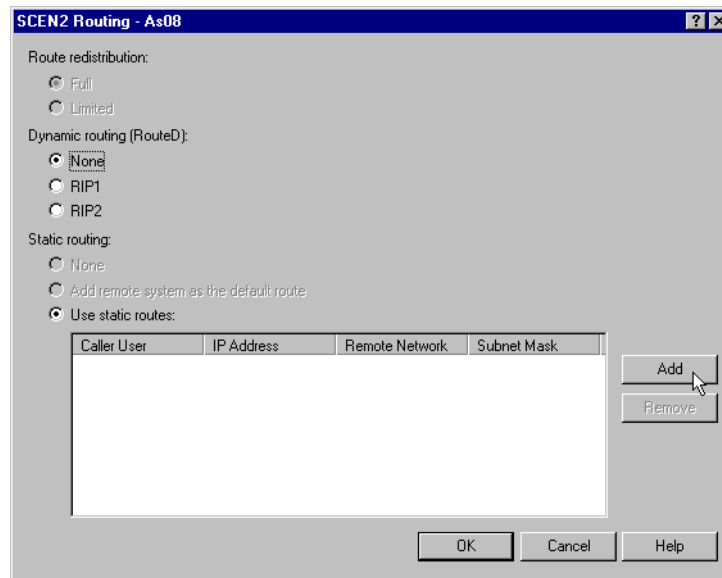 SCEN2 Routing - As08
Route redistribution:
Full
Limited
Dynamic routing (RouteD):
None
RIP1
RIP2
Static routing:
None
Add remote system as the default route
Use static routes:
Caller User IP Address Remote Network Subnet Mask
Add
Remove
OK Cancel Help